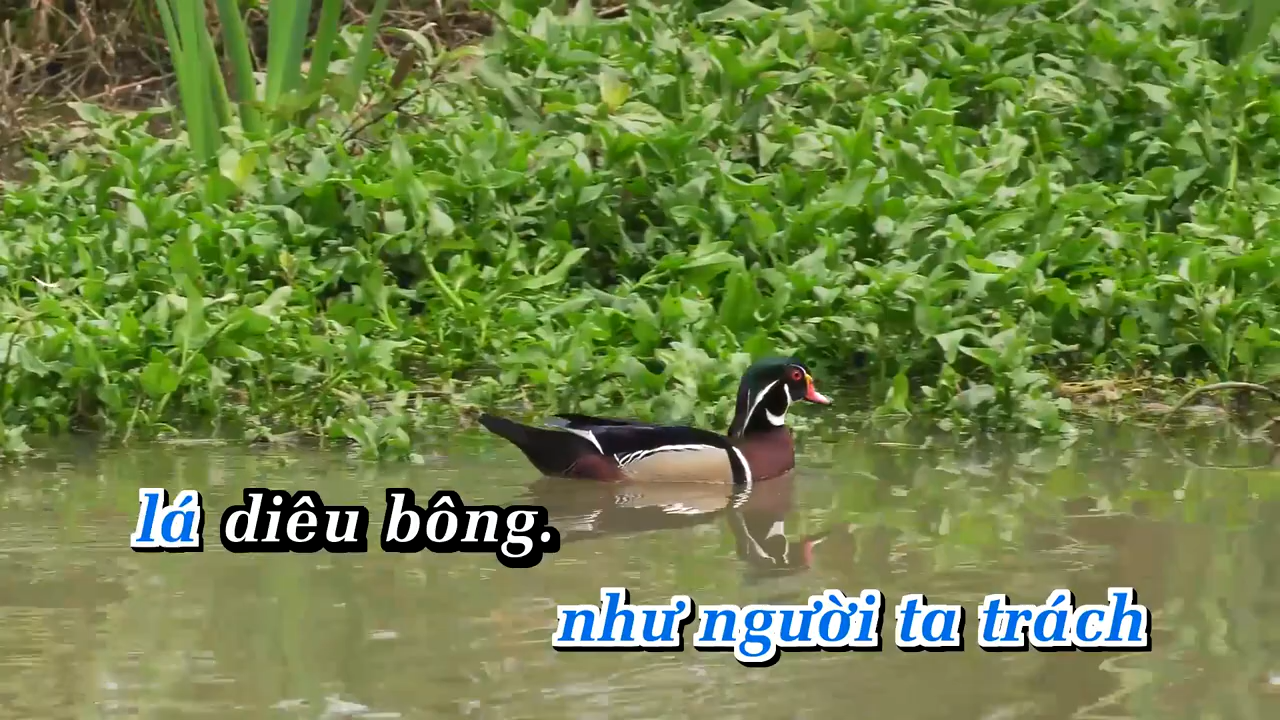 lá diêu bông.
như người ta trách